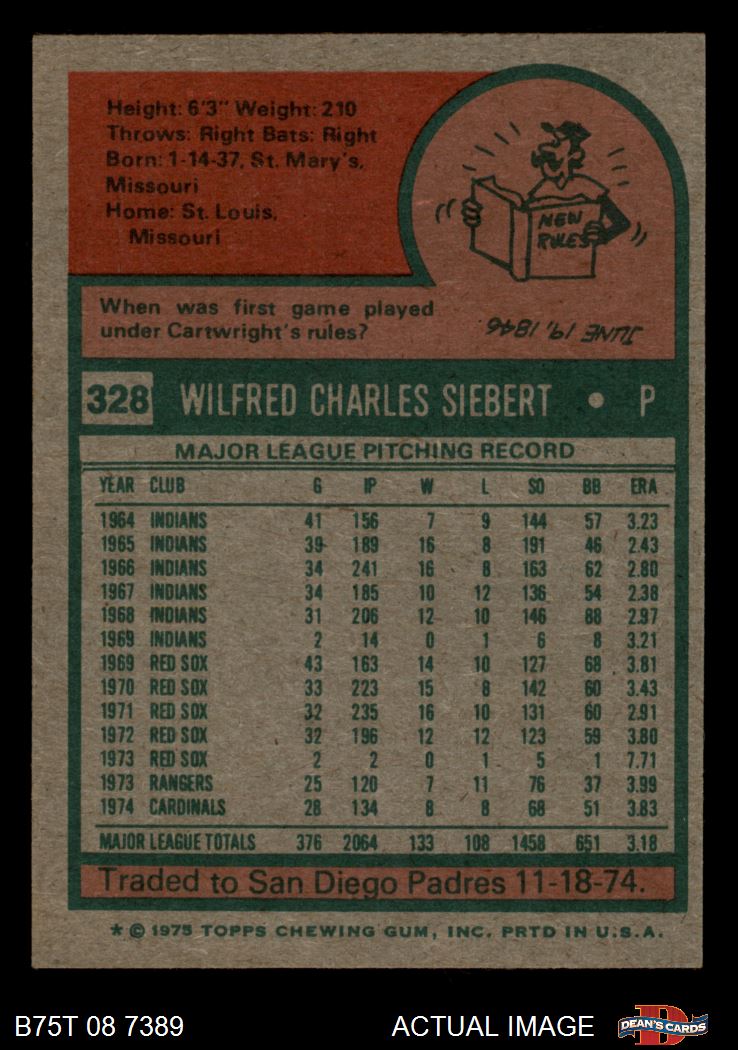 Height: 6'3" Weight: 210
Throws: Right Bats: Right
Born: 1-14-37, St. Mary's,
Missouri
Home: St. Louis,
Missouri
NEW
RULES
When was first game played
under Cartwright's rules?
JUNE 19, 1846
328 WILFRED CHARLES SIEBERT • P
MAJOR LEAGUE PITCHING RECORD
YEAR CLUB G IP W L SO BB ERA
1964 INDIANS 41 156 7 9 144 57 3.23
1965 INDIANS 39 189 16 8 191 46 2.43
1966 INDIANS 34 241 16 8 163 62 2.80
1967 INDIANS 34 185 10 12 136 54 2.38
1968 INDIANS 31 206 12 10 146 88 2.97
1969 INDIANS 2 14 0 1 6 8 3.21
1969 RED SOX 43 163 14 10 127 68 3.81
1970 RED SOX 33 223 15 8 142 60 3.43
1971 RED SOX 32 235 16 10 131 60 2.91
1972 RED SOX 32 196 12 12 123 59 3.80
1973 RED SOX 2 2 0 1 5 1 7.71
1973 RANGERS 25 120 7 11 76 37 3.99
1974 CARDINALS 28 134 8 8 68 51 3.83
MAJOR LEAGUE TOTALS 376 2064 133 108 1458 651 3.18
Traded to San Diego Padres 11-18-74.
* © 1975 TOPPS CHEWING GUM, INC. PRTD IN U.S.A.
B75T 08 7389 ACTUAL IMAGE
DEAN'S CARDS